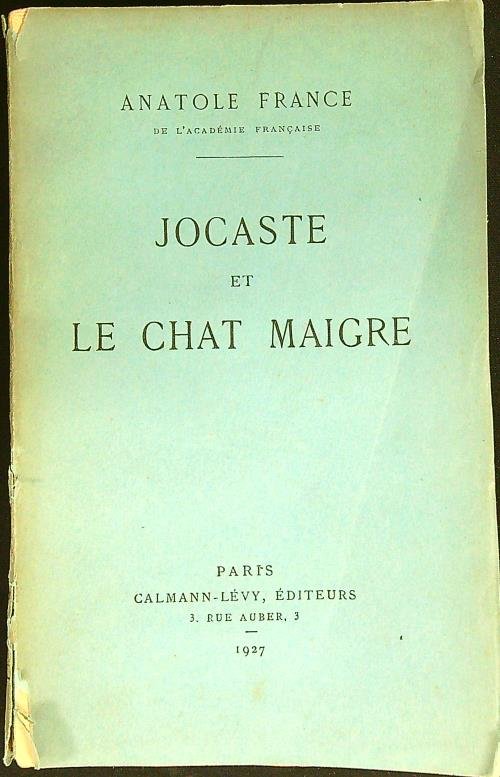 ANATOLE FRANCE
DE L'ACADÉMIE FRANÇAISE
JOCASTE
ET
LE CHAT MAIGRE
PARIS
CALMANN-LÉVY, ÉDITEURS
3, RUE AUBER, 3
1927